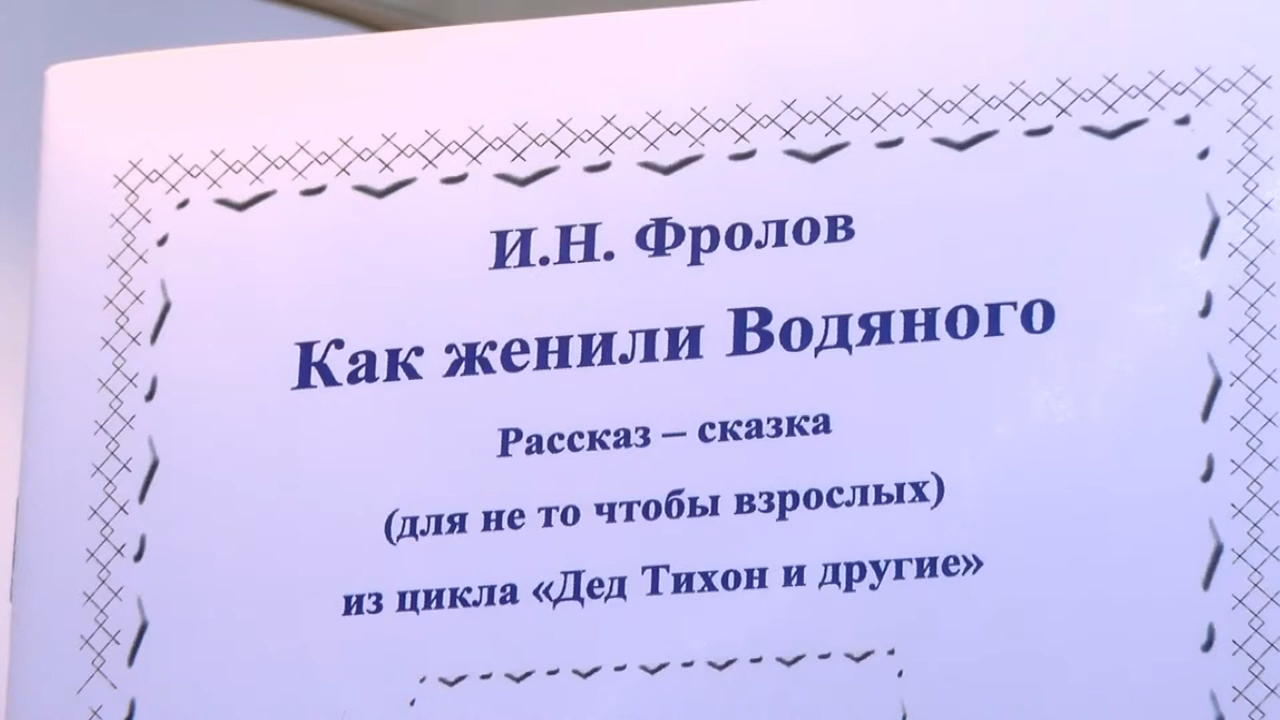 И.Н. Фролов
Как женили Водяного
Рассказ – сказка
(для не то чтобы взрослых)
из цикла «Дед Тихон и другие»